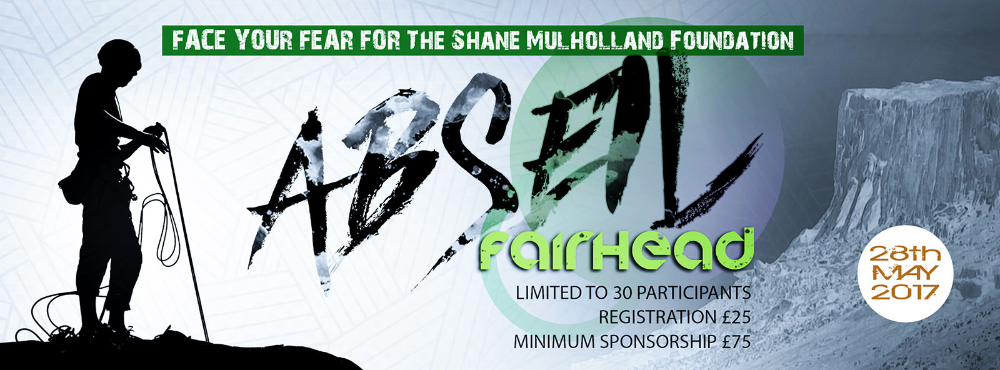 FACE YOUR FEAR FOR THE SHANE MULHOLLAND FOUNDATION
ABSEIL
FAIRHEAD
LIMITED TO 30 PARTICIPANTS
REGISTRATION £25
MINIMUM SPONSORSHIP £75
28th
MAY
2017